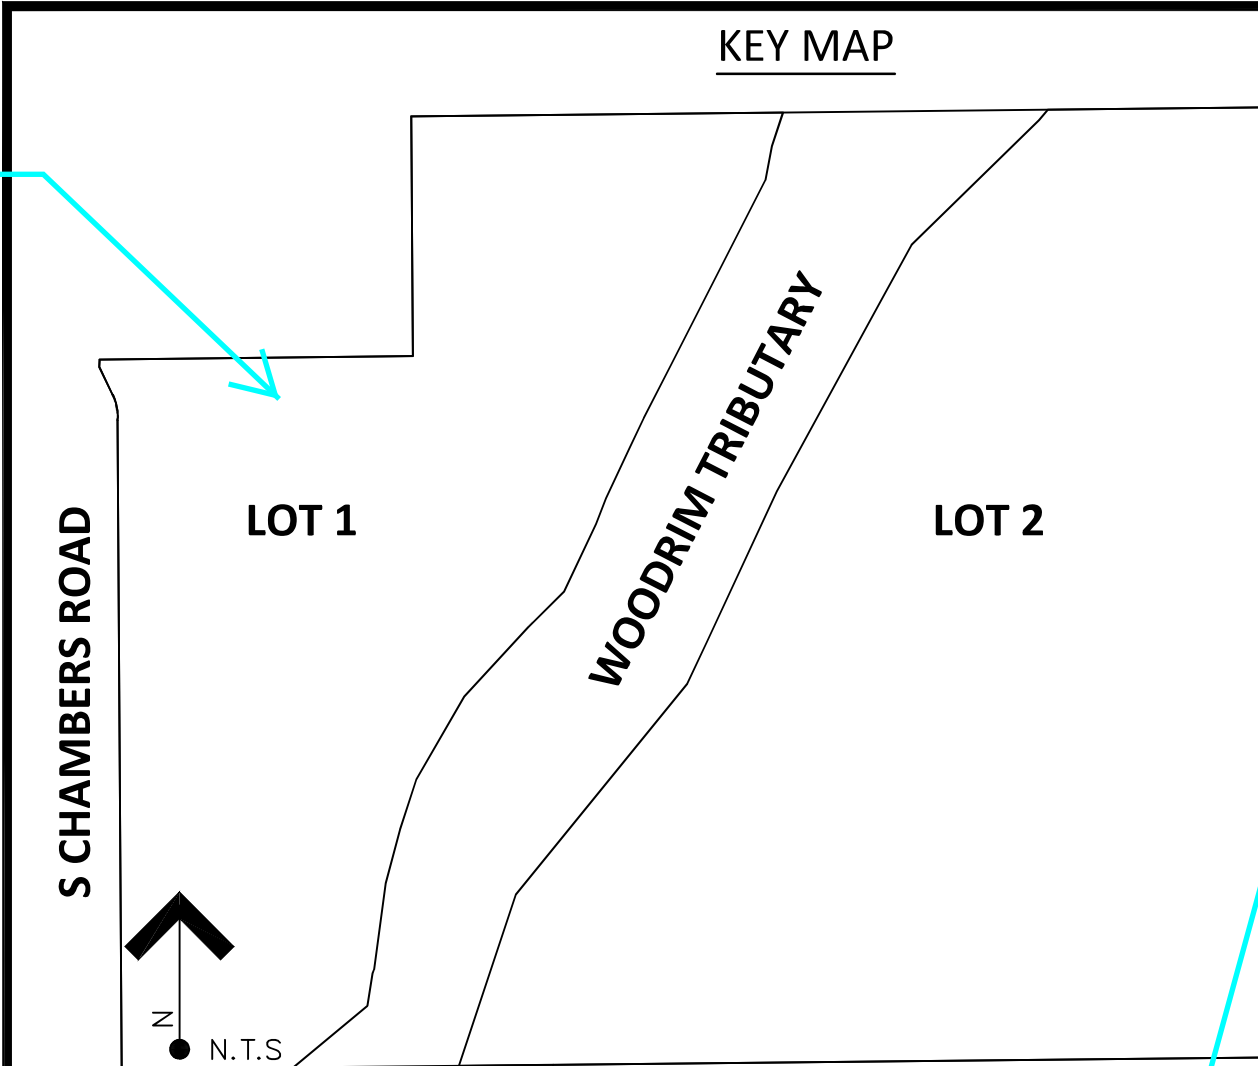 KEY MAP
WOODRIM TRIBUTARY
LOT 1
LOT 2
S CHAMBERS ROAD
N
N.T.S